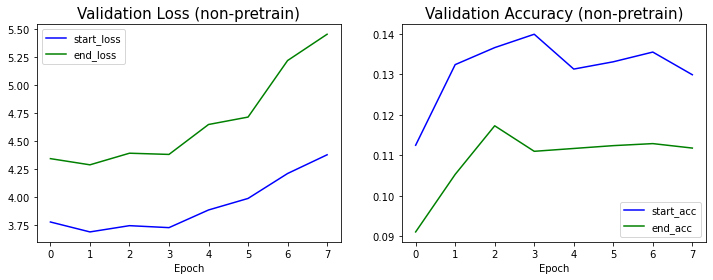 Validation Loss (non-pretrain)
start_loss
end_loss
5.50
5.25
5.00
4.75
4.50
4.25
4.00
3.75
0 1 2 3 4 5 6 7
Epoch
Validation Accuracy (non-pretrain)
0.14
0.13
0.12
0.11
0.10
0.09
start_acc
end_acc
0 1 2 3 4 5 6 7
Epoch